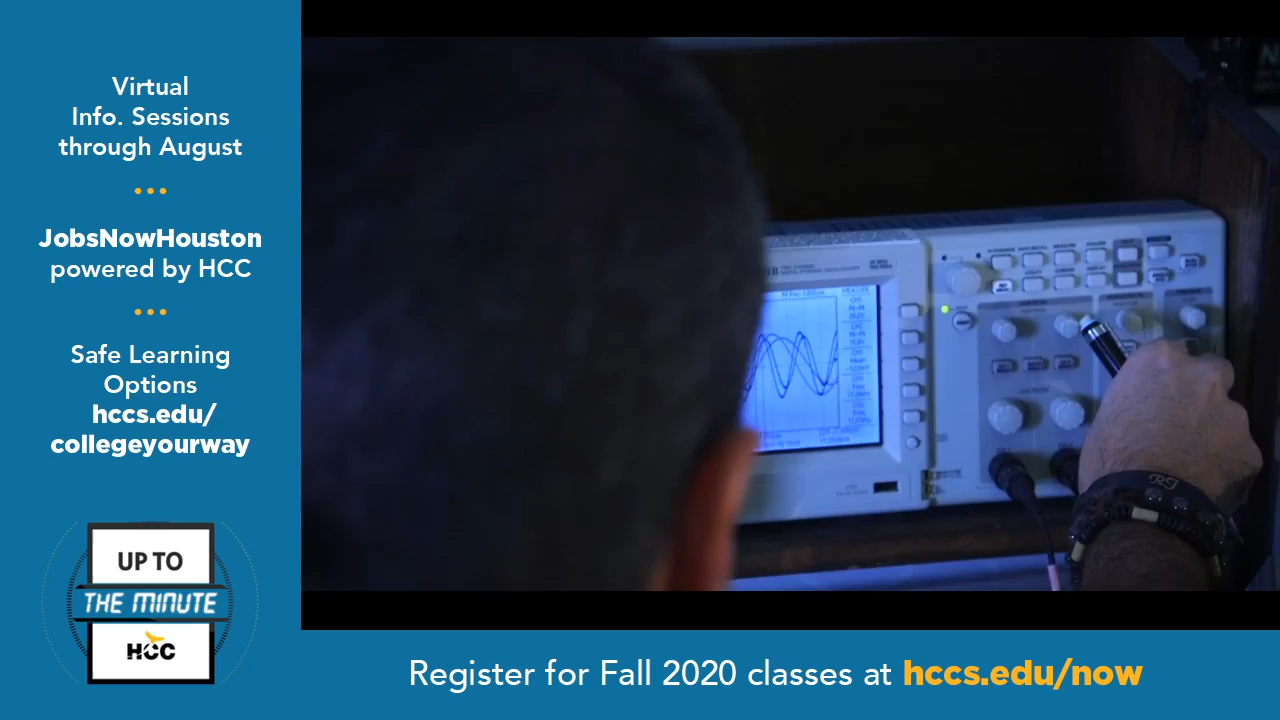 Virtual
Info. Sessions
through August
JobsNowHouston
powered by HCC
Safe Learning
Options
hccs.edu/
collegeyourway
UP TO
THE MINUTE
HCC
RJ
Register for Fall 2020 classes at hccs.edu/now